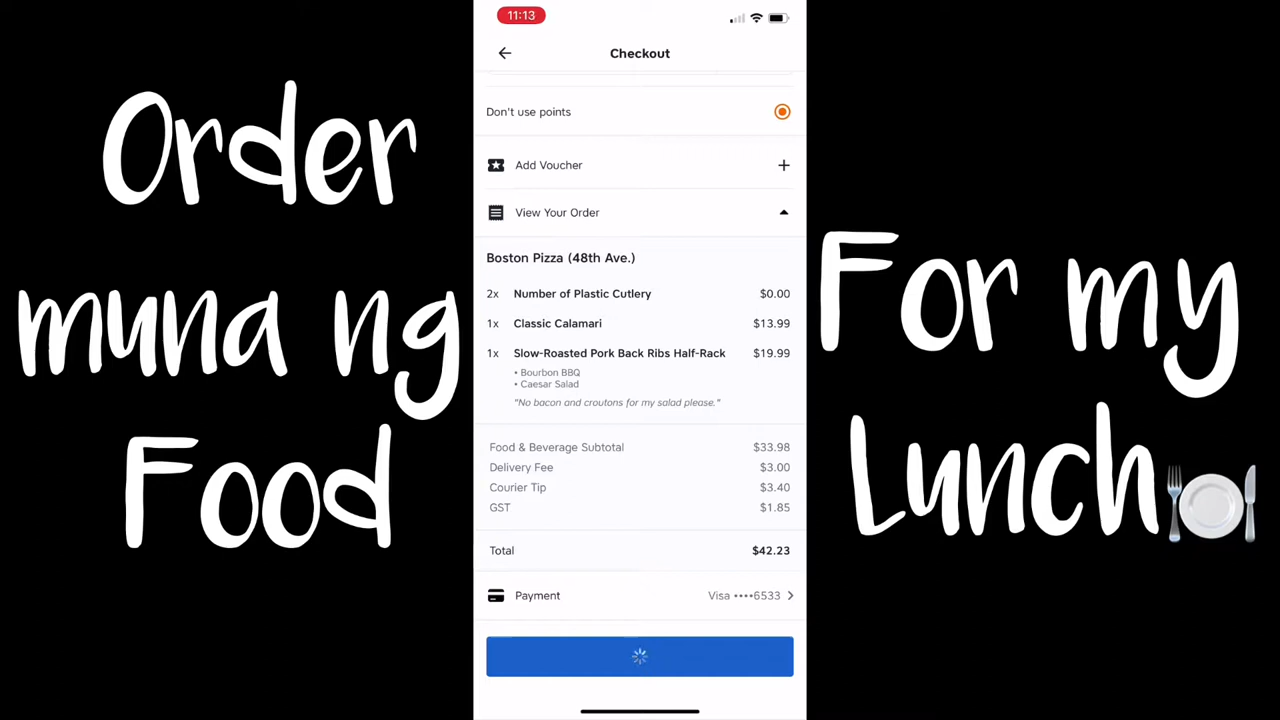 Order
muna ng
Food
11:13
Checkout
Don't use points
Add Voucher
View Your Order
Boston Pizza (48th Ave.)
2x Number of Plastic Cutlery $0.00
1x Classic Calamari $13.99
1x Slow-Roasted Pork Back Ribs Half-Rack $19.99
• Bourbon BBQ
• Caesar Salad
"No bacon and croutons for my salad please."
Food & Beverage Subtotal $33.98
Delivery Fee $3.00
Courier Tip $3.40
GST $1.85
Total $42.23
Payment Visa ••••6533
For my
Lunch